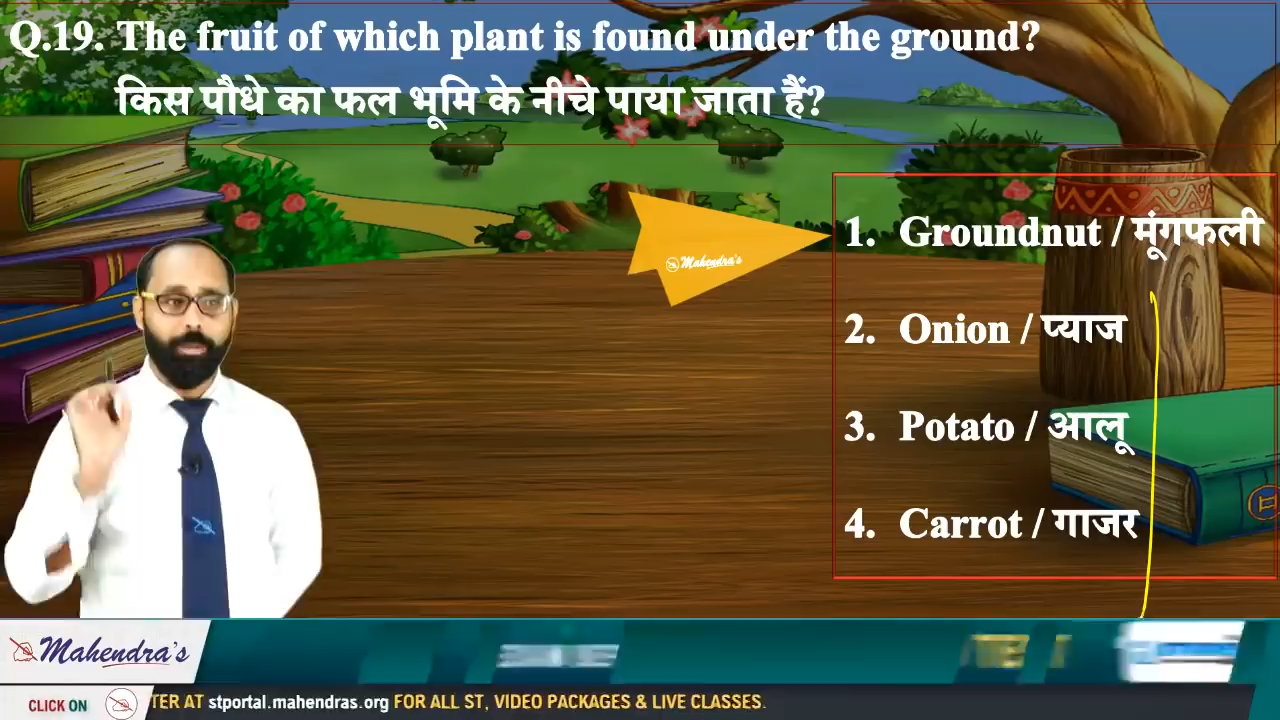 Q.19. The fruit of which plant is found under the ground?
किस पौधे का फल भूमि के नीचे पाया जाता हैं?
Mahendra's
1. Groundnut / मूंगफली
2. Onion / प्याज
3. Potato / आलू
4. Carrot / गाजर
Mahendra's
CLICK ON
TER AT stportal.mahendras.org FOR ALL ST, VIDEO PACKAGES & LIVE CLASSES.